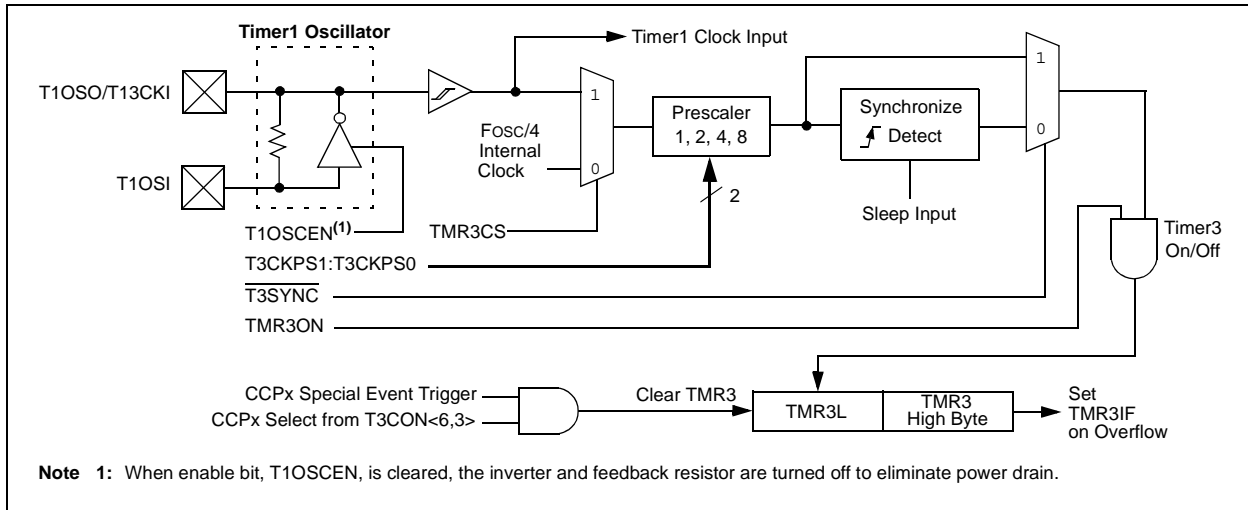 Timer1 Oscillator
Timer1 Clock Input
T1OSO/T13CKI
T1OSI
1
FOSC/4
Internal
Clock
0
Prescaler
1, 2, 4, 8
2
Synchronize
Detect
Sleep Input
1
0
Timer3
On/Off
T1OSCEN(1)
TMR3CS
T3CKPS1:T3CKPS0
T3SYNC
TMR3ON
CCPx Special Event Trigger
CCPx Select from T3CON<6,3>
Clear TMR3
TMR3L
TMR3
High Byte
Set
TMR3IF
on Overflow
Note 1: When enable bit, T1OSCEN, is cleared, the inverter and feedback resistor are turned off to eliminate power drain.